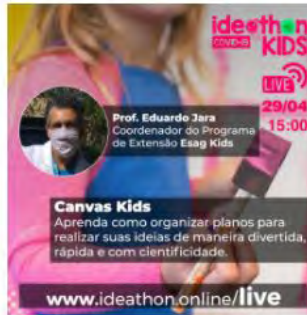 ideathon
COVID-19 KIDS
LIVE
29/04
15:00
Prof. Eduardo Jara
Coordenador do Programa
de Extensão Esag Kids
Canvas Kids
Aprenda como organizar planos para
realizar suas ideias de maneira divertida,
rápida e com cientificidade.
www.ideathon.online/live